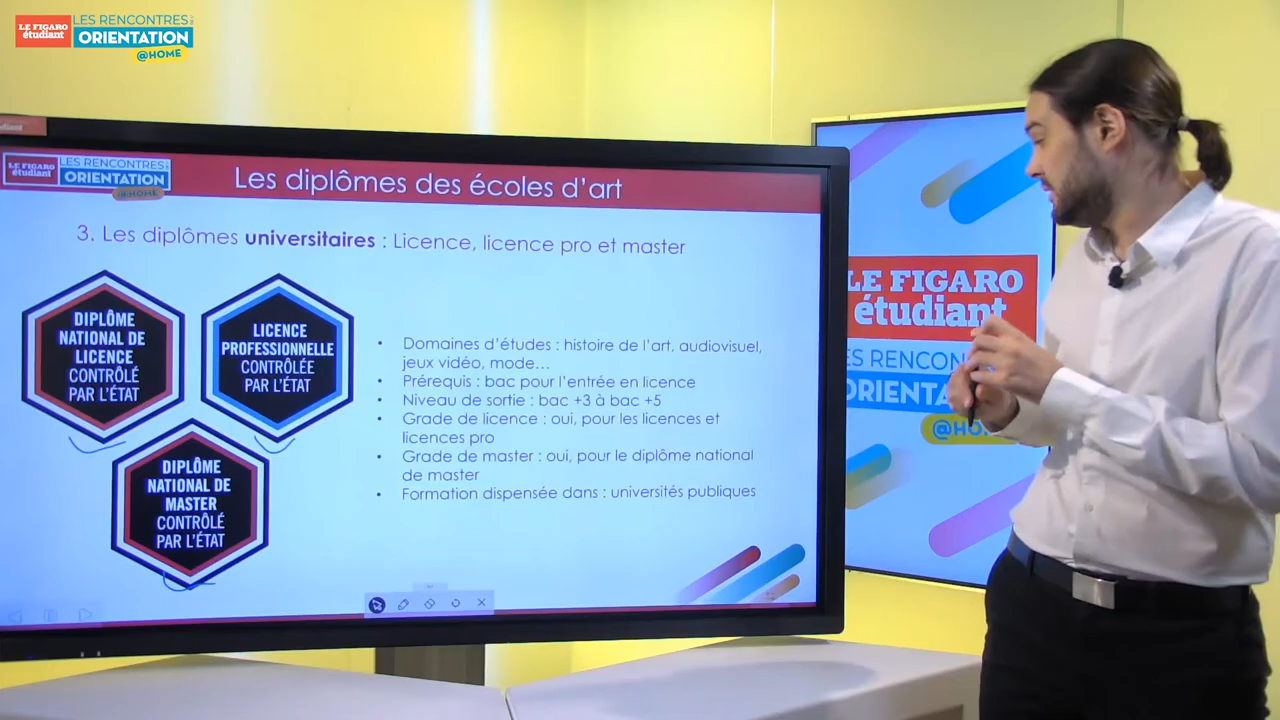 LE FIGARO
étudiant
LES RENCONTRES DE L'
ORIENTATION
@HOME
étudiant
LE FIGARO
étudiant
LES RENCONTRES
ORIENTATION
@HOME
Les diplômes des écoles d'art
3. Les diplômes universitaires : Licence, licence pro et master
DIPLÔME
NATIONAL DE
LICENCE
CONTRÔLÉ
PAR L'ÉTAT
LICENCE
PROFESSIONNELLE
CONTRÔLÉE
PAR L'ÉTAT
DIPLÔME
NATIONAL DE
MASTER
CONTRÔLÉ
PAR L'ÉTAT
• Domaines d'études : histoire de l'art, audiovisuel,
jeux vidéo, mode...
• Prérequis : bac pour l'entrée en licence
• Niveau de sortie : bac +3 à bac +5
• Grade de licence : oui, pour les licences et
licences pro
• Grade de master : oui, pour le diplôme national
de master
• Formation dispensée dans : universités publiques
LE FIGARO
étudiant
ES RENCON
ORIENTA
@HO